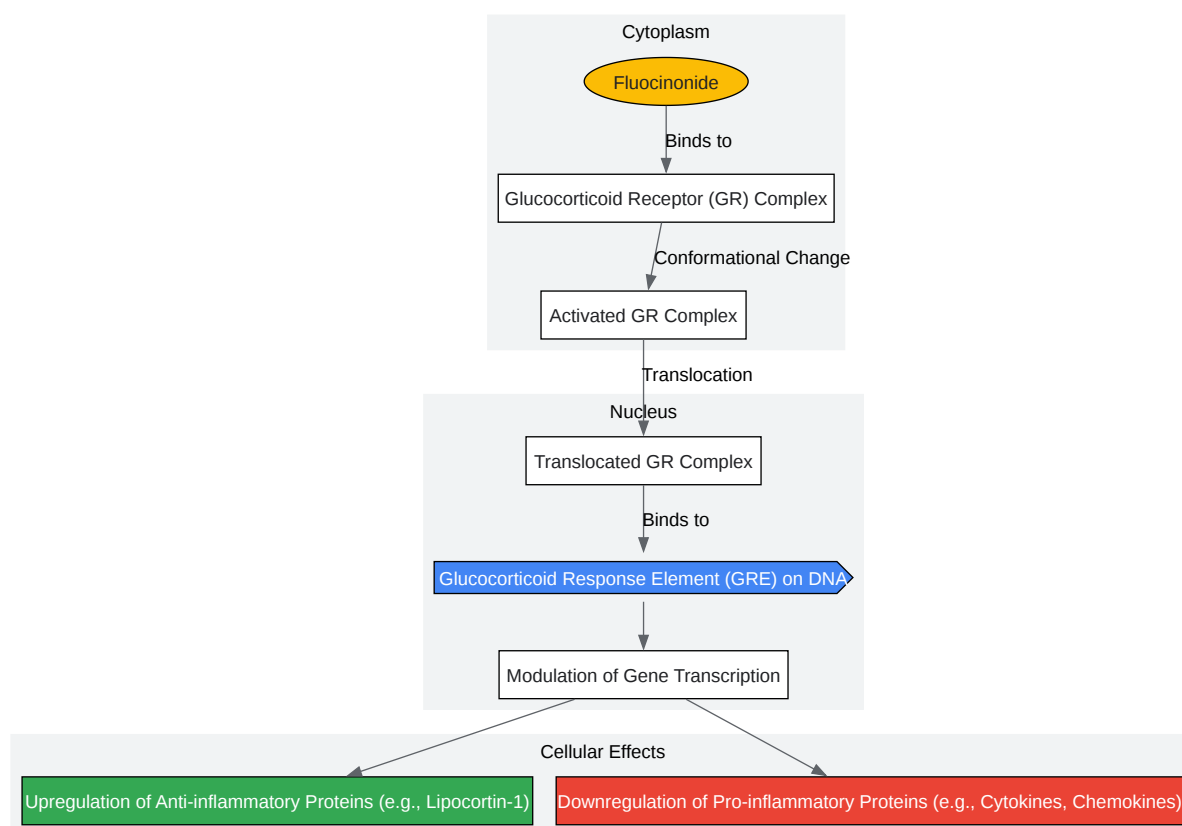 Cytoplasm
Fluocinonide
Binds to
Glucocorticoid Receptor (GR) Complex
Conformational Change
Activated GR Complex
Translocation
Nucleus
Translocated GR Complex
Binds to
Glucocorticoid Response Element (GRE) on DNA
Modulation of Gene Transcription
Cellular Effects
Upregulation of Anti-inflammatory Proteins (e.g., Lipocortin-1)
Downregulation of Pro-inflammatory Proteins (e.g., Cytokines, Chemokines)